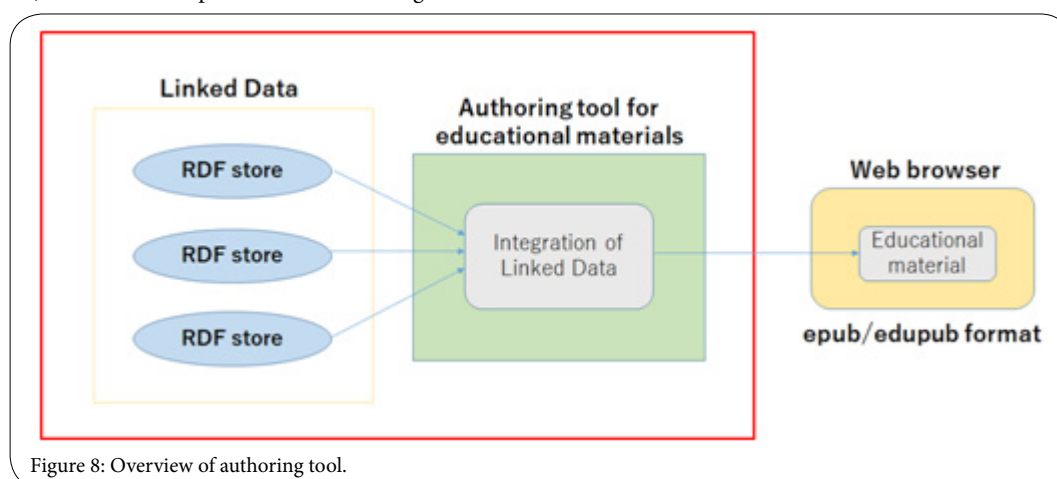 Linked Data
RDF store
RDF store
RDF store
Authoring tool for
educational materials
Integration of
Linked Data
Web browser
Educational
material
epub/edupub format
Figure 8: Overview of authoring tool.